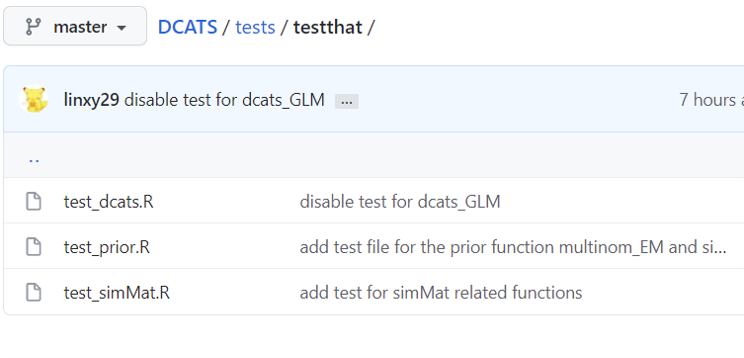 master DCATS / tests / testthat /
linxy29 disable test for dcats_GLM ... 7 hours a
..
test_dcats.R disable test for dcats_GLM
test_prior.R add test file for the prior function multinom_EM and si...
test_simMat.R add test for simMat related functions